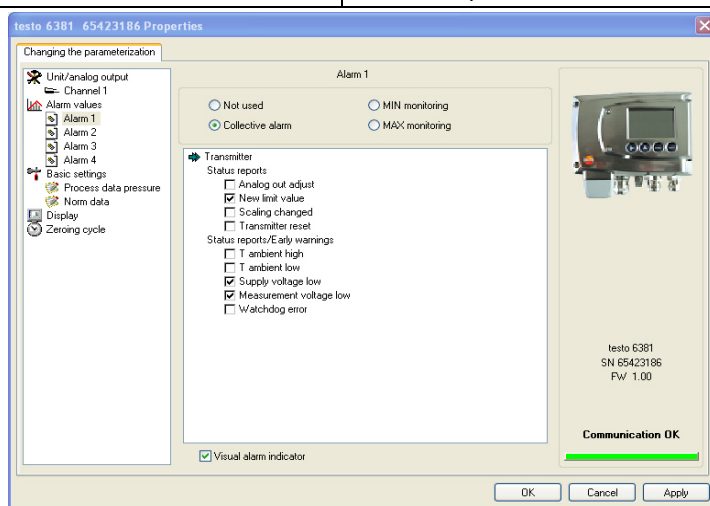 testo 6381 65423186 Properties
Changing the parameterization
Unit/analog output
Channel 1
Alarm values
Alarm 1
Alarm 2
Alarm 3
Alarm 4
Basic settings
Process data pressure
Norm data
Display
Zeroing cycle
Alarm 1
Not used
MIN monitoring
Collective alarm
MAX monitoring
Transmitter
Status reports
Analog out adjust
New limit value
Scaling changed
Transmitter reset
Status reports/Early warnings
T ambient high
T ambient low
Supply voltage low
Measurement voltage low
Watchdog error
Visual alarm indicator
testo 6381
SN 65423186
FW 1.00
Communication OK
OK
Cancel
Apply